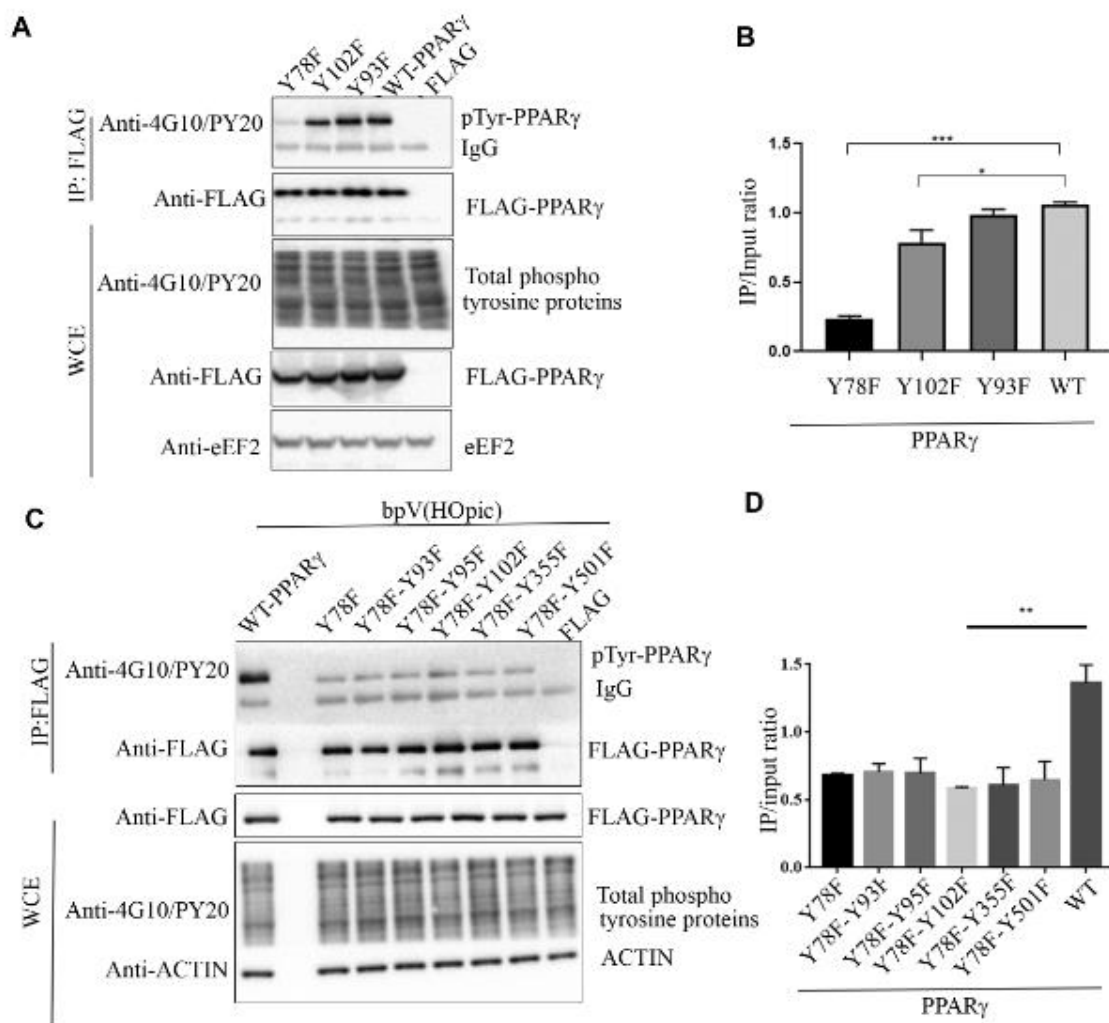 A
Y78F
Y102F
Y93F
WT-PPARγ
FLAG
IP: FLAG
Anti-4G10/PY20
pTyr-PPARγ
IgG
Anti-FLAG
FLAG-PPARγ
WCE
Anti-4G10/PY20
Total phospho
tyrosine proteins
Anti-FLAG
FLAG-PPARγ
Anti-eEF2
eEF2
B
***
*
IP/Input ratio
1.5
1.0
0.5
0.0
Y78F
Y102F
Y93F
WT
PPARγ
C
bpV(HOpic)
WT-PPARγ
Y78F
Y78F-Y93F
Y78F-Y95F
Y78F-Y102F
Y78F-Y355F
Y78F-Y501F
FLAG
IP:FLAG
Anti-4G10/PY20
pTyr-PPARγ
IgG
Anti-FLAG
FLAG-PPARγ
WCE
Anti-FLAG
FLAG-PPARγ
Anti-4G10/PY20
Total phospho
tyrosine proteins
Anti-ACTIN
ACTIN
D
**
IP/input ratio
1.5
1.0
0.5
0.0
Y78F
Y78F-Y93F
Y78F-Y95F
Y78F-Y102F
Y78F-Y355F
Y78F-Y501F
WT
PPARγ